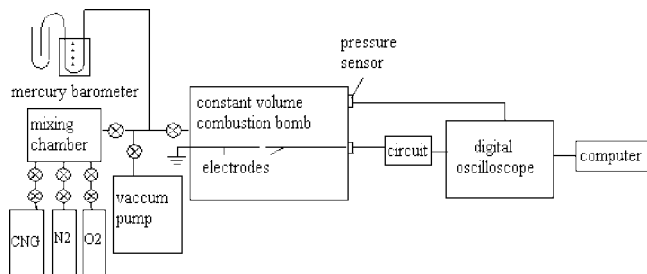 pressure
sensor
mercury barometer
constant volume
combustion bomb
mixing
chamber
electrodes
circuit
digital
oscilloscope
computer
vaccum
pump
CNG
N2
O2